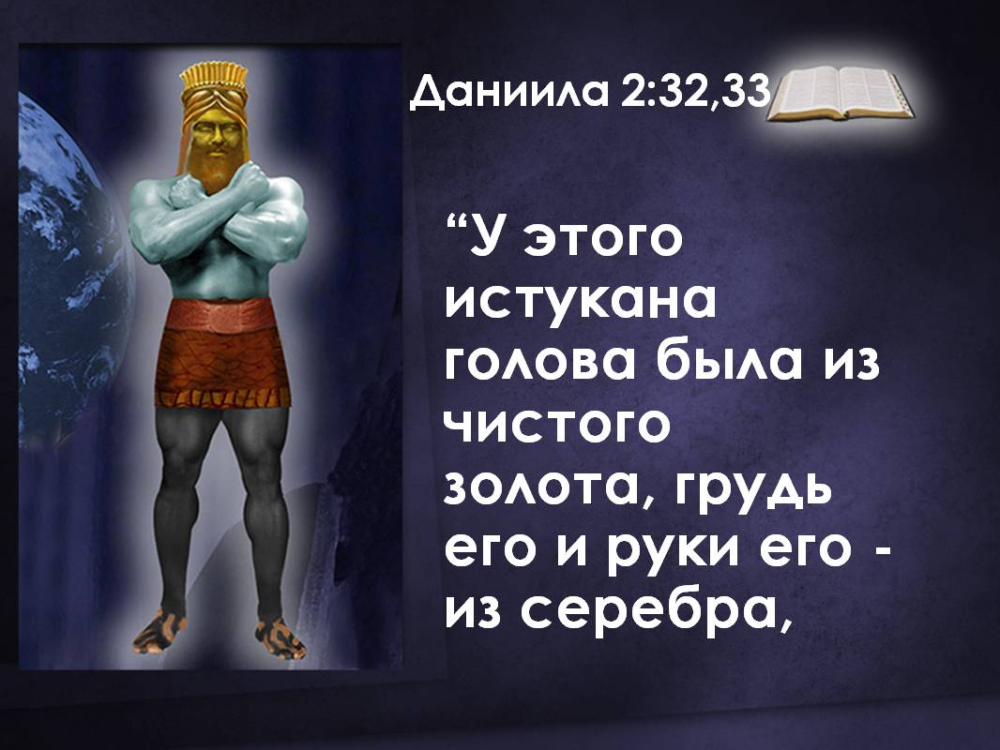 Даниила 2:32,33
“У этого
истукана
голова была из
чистого
золота, грудь
его и руки его -
из серебра,